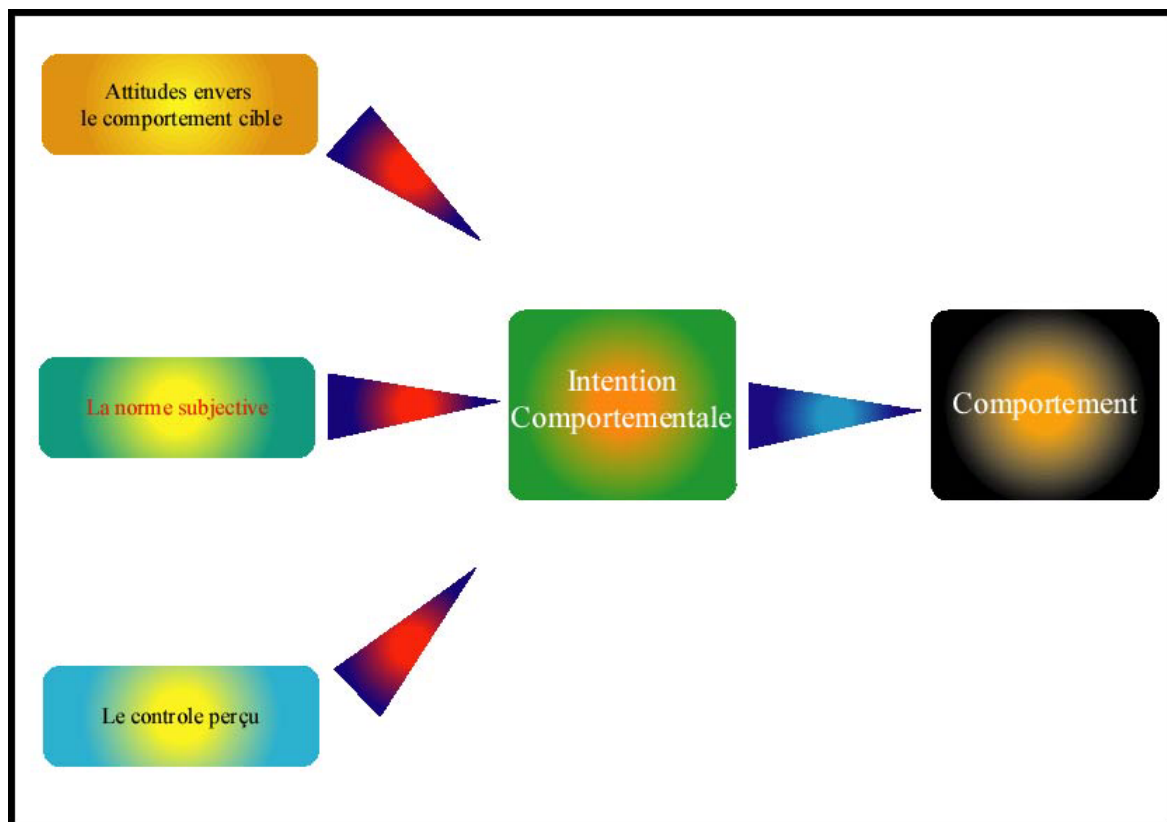 Attitudes envers
le comportement cible
La norme subjective
Intention
Comportementale
Comportement
Le controle perçu